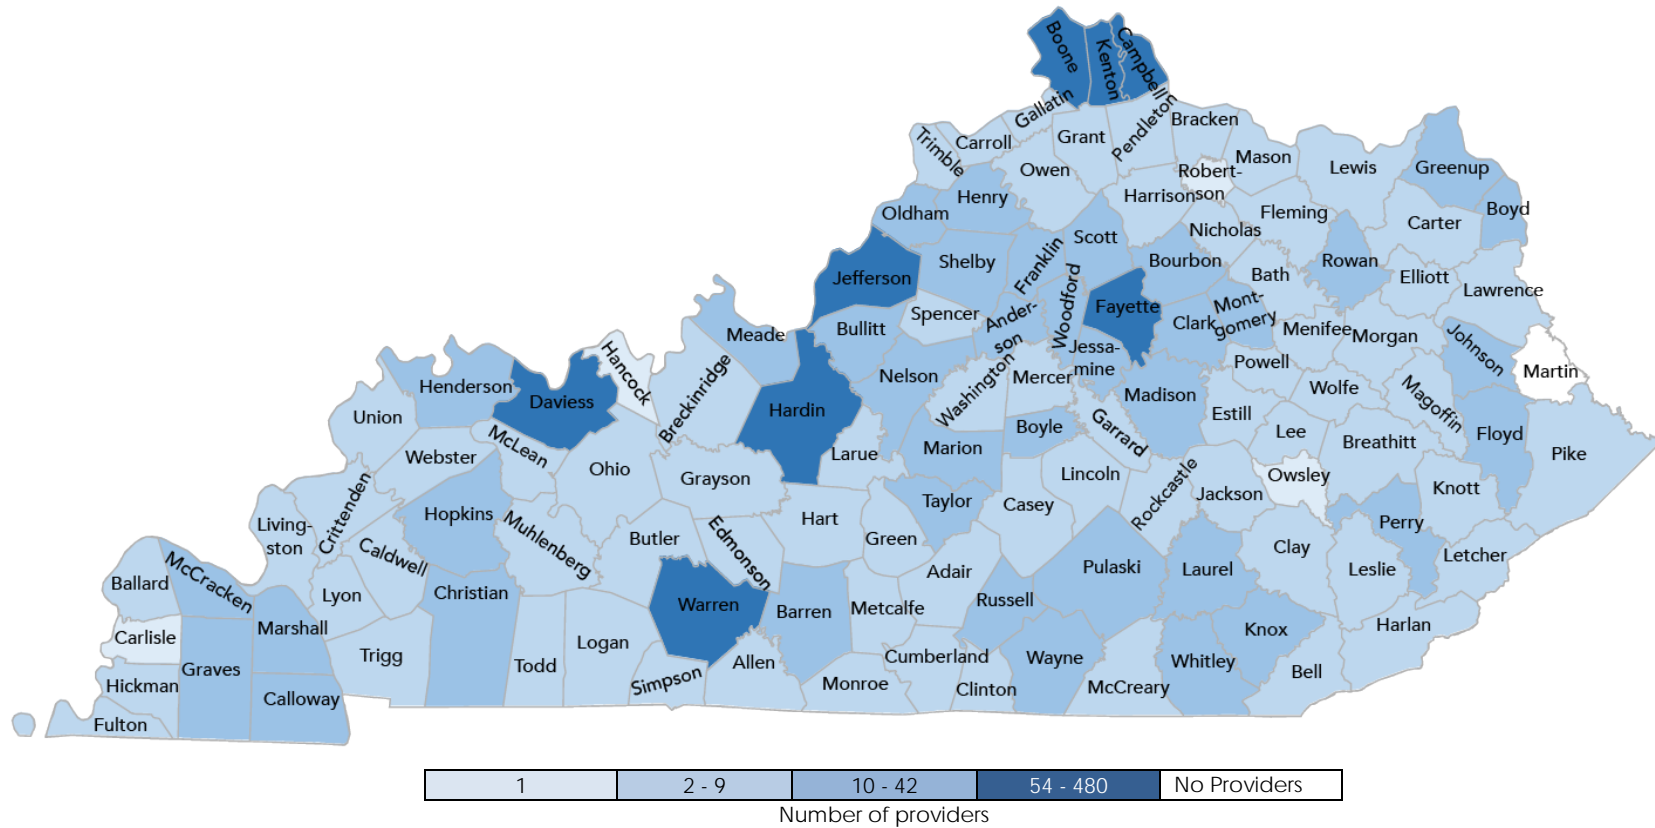 Boone
Kenton
Campbell
Gallatin
Pendleton
Bracken
Grant
Carroll
Trimble
Owen
Mason
Robert-
son
Lewis
Greenup
Boyd
Henry
Harrison
Oldham
Fleming
Nicholas
Carter
Scott
Franklin
Shelby
Bourbon
Bath
Rowan
Elliott
Lawrence
Jefferson
Woodford
Fayette
Spencer
Ander-
son
Mont-
gomery
Clark
Bullitt
Meade
Menifee
Morgan
Johnson
Jessa-
mine
Powell
Martin
Hancock
Breckinridge
Nelson
Washington
Mercer
Madison
Wolfe
Magoffin
Henderson
Daviess
Hardin
Union
Estill
Garrard
Boyle
Lee
Breathitt
Floyd
Pike
McLean
Webster
Ohio
Larue
Marion
Grayson
Lincoln
Rockcastle
Jackson
Owsley
Knott
Crittenden
Hopkins
Taylor
Casey
Perry
Living-
ston
Muhlenberg
Butler
Edmonson
Hart
Green
Caldwell
Clay
Letcher
Leslie
McCracken
Ballard
Lyon
Christian
Adair
Pulaski
Laurel
Warren
Barren
Metcalfe
Russell
Carlisle
Marshall
Knox
Harlan
Graves
Trigg
Todd
Logan
Simpson
Allen
Cumberland
Wayne
Whitley
Bell
Hickman
Calloway
Monroe
Clinton
McCreary
Fulton
1
2 - 9
10 - 42
54 - 480
No Providers
Number of providers